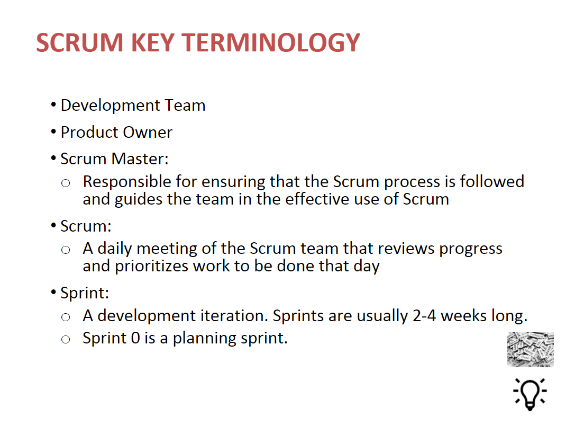 SCRUM KEY TERMINOLOGY
• Development Team
• Product Owner
• Scrum Master:
o Responsible for ensuring that the Scrum process is followed
and guides the team in the effective use of Scrum
• Scrum:
o A daily meeting of the Scrum team that reviews progress
and prioritizes work to be done that day
• Sprint:
o A development iteration. Sprints are usually 2-4 weeks long.
o Sprint 0 is a planning sprint.